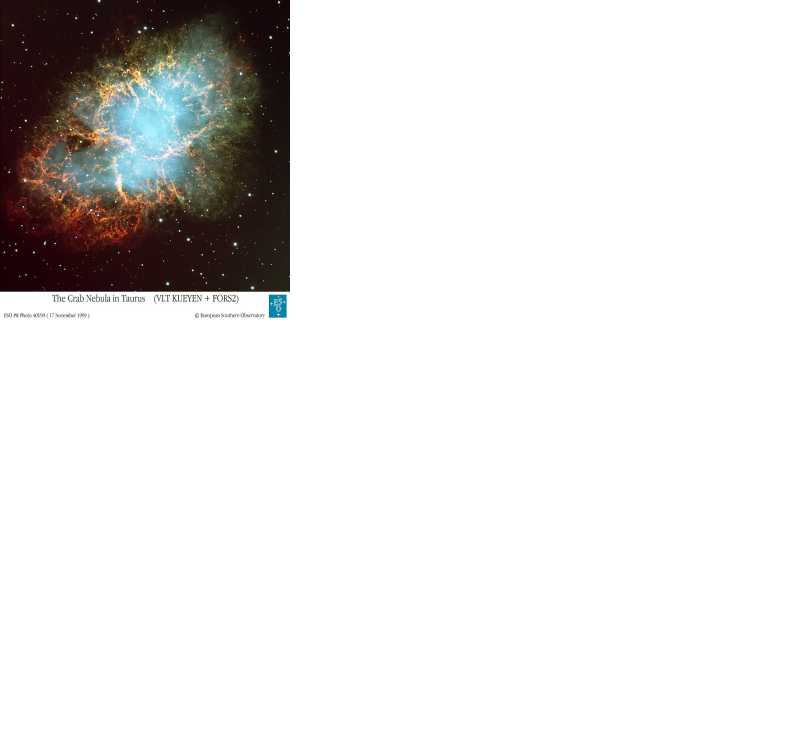 The Crab Nebula in Taurus (VLT KUEYEN + FORS2)
ESO PR Photo 40f/99 ( 17 November 1999 )
© European Southern Observatory
ESO